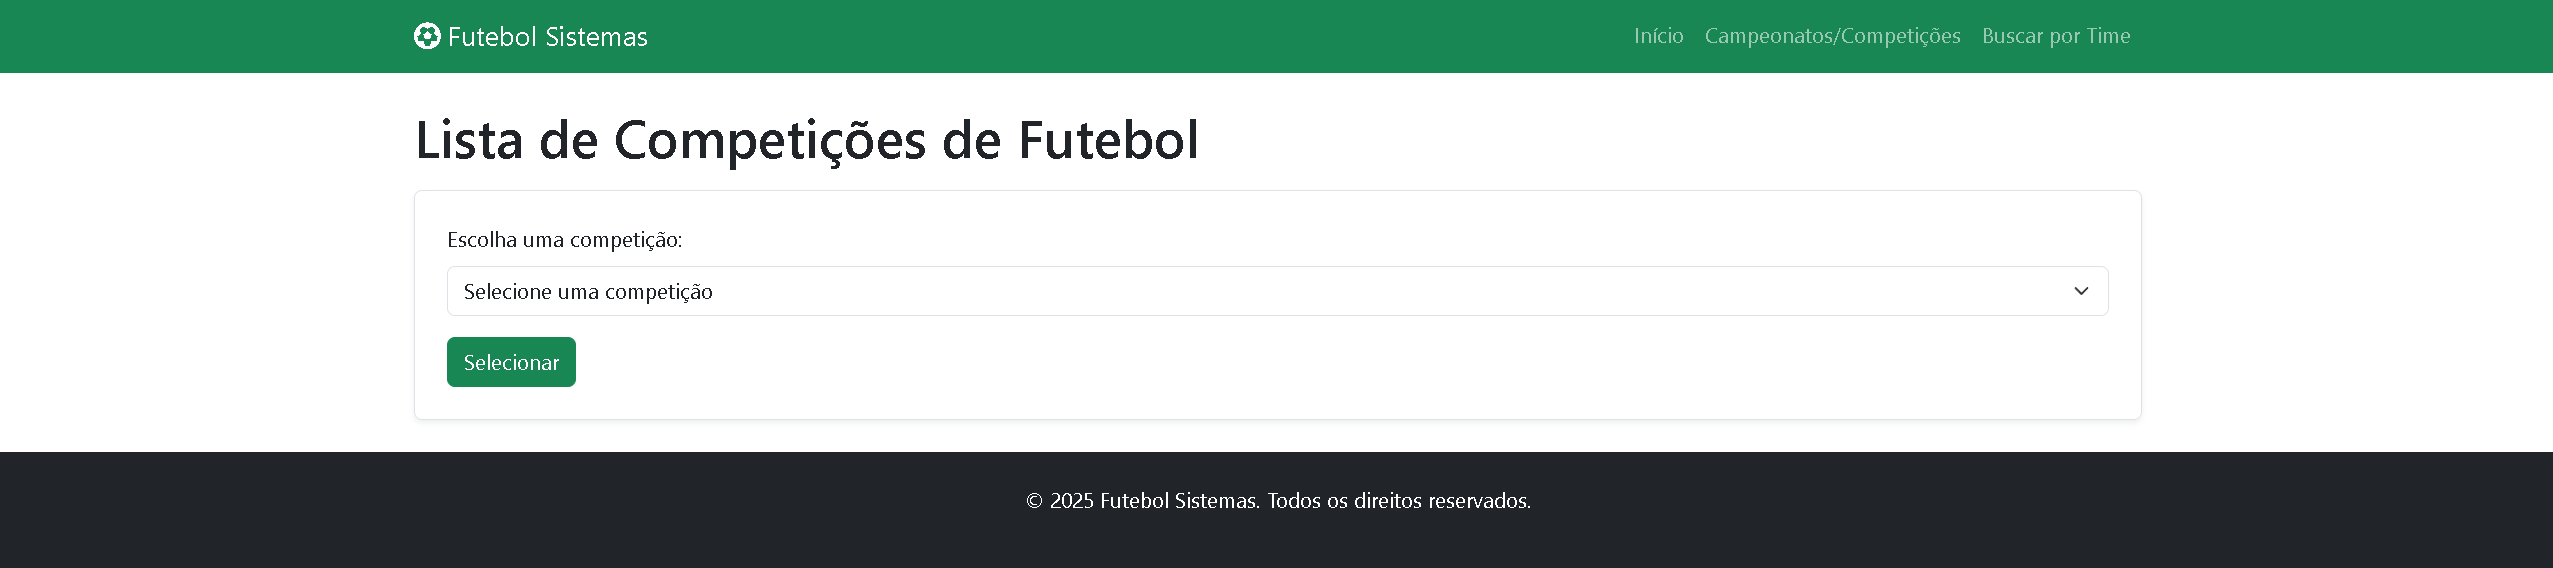 Futebol Sistemas
Início Campeonatos/Competições Buscar por Time
Lista de Competições de Futebol
Escolha uma competição:
Selecione uma competição
Selecionar
© 2025 Futebol Sistemas. Todos os direitos reservados.